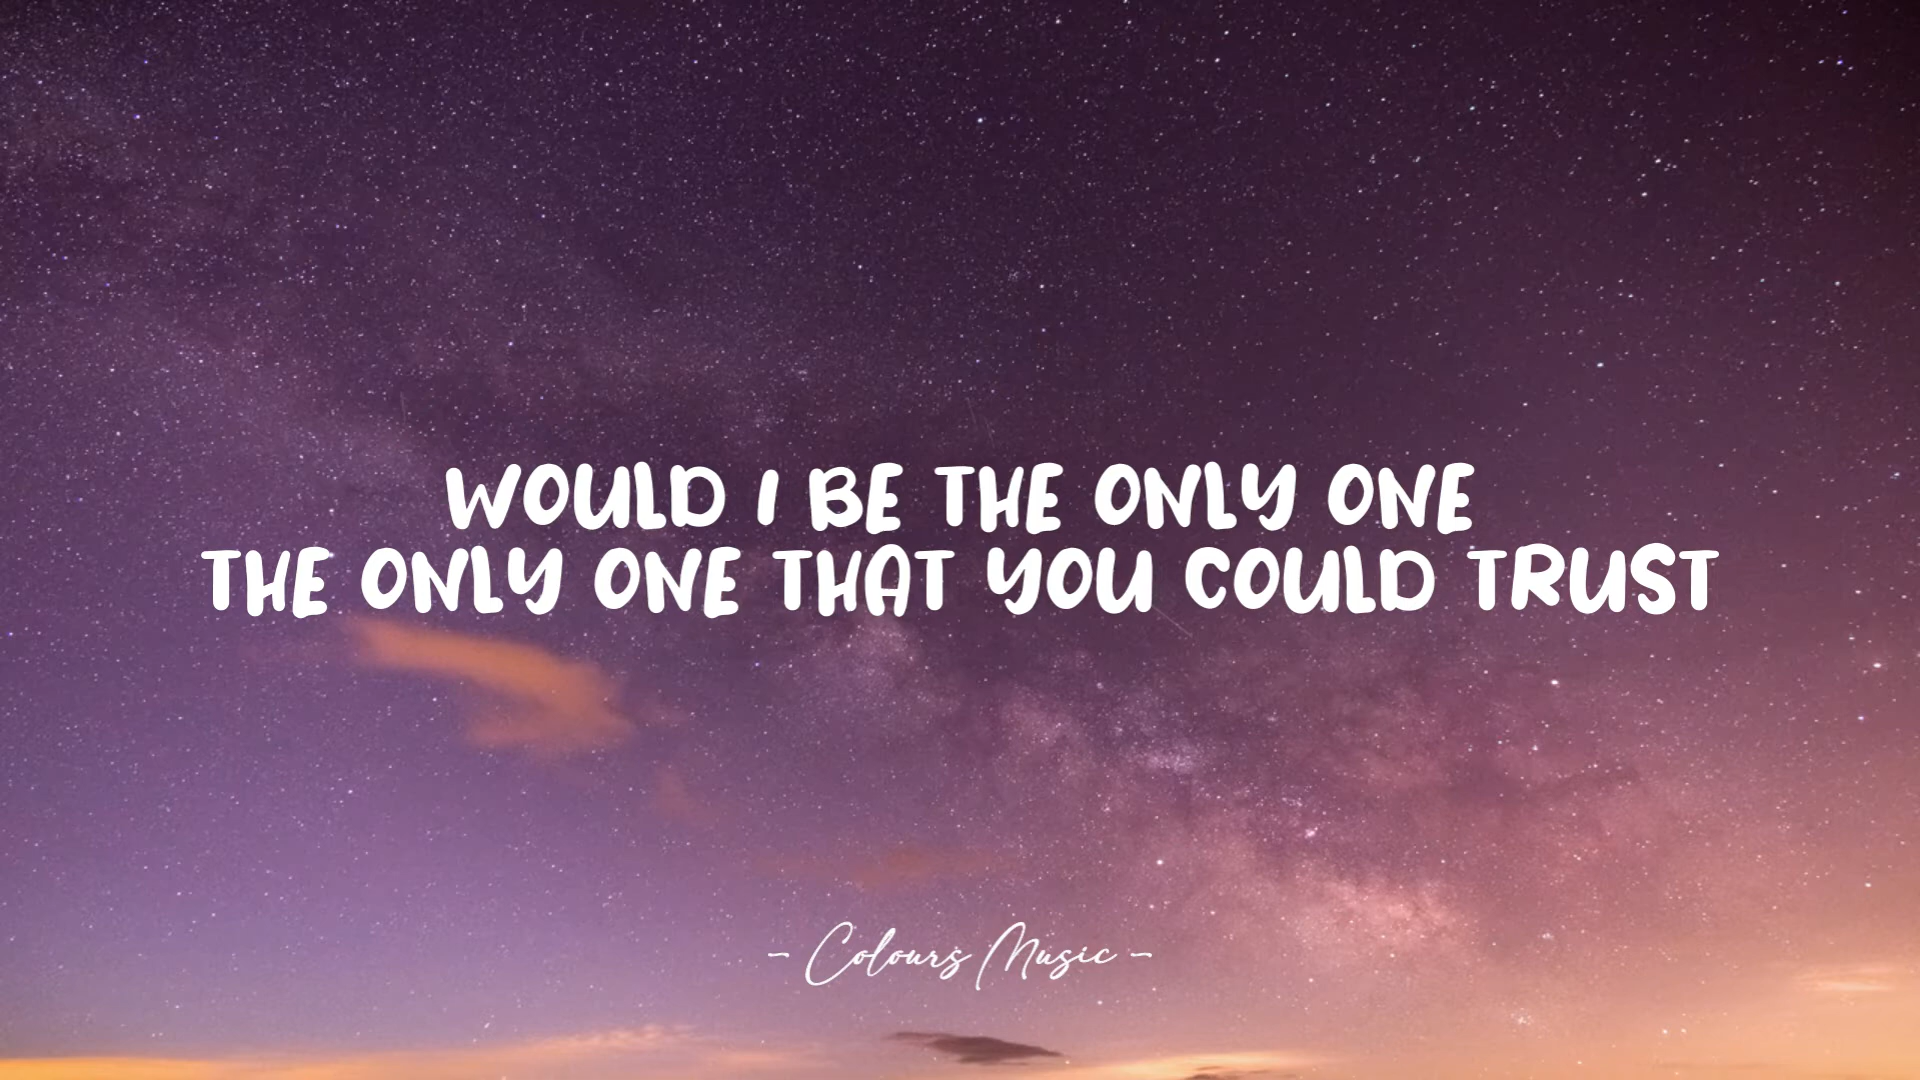 WOULD I BE THE ONLY ONE
THE ONLY ONE THAT YOU COULD TRUST
- Colours Music -